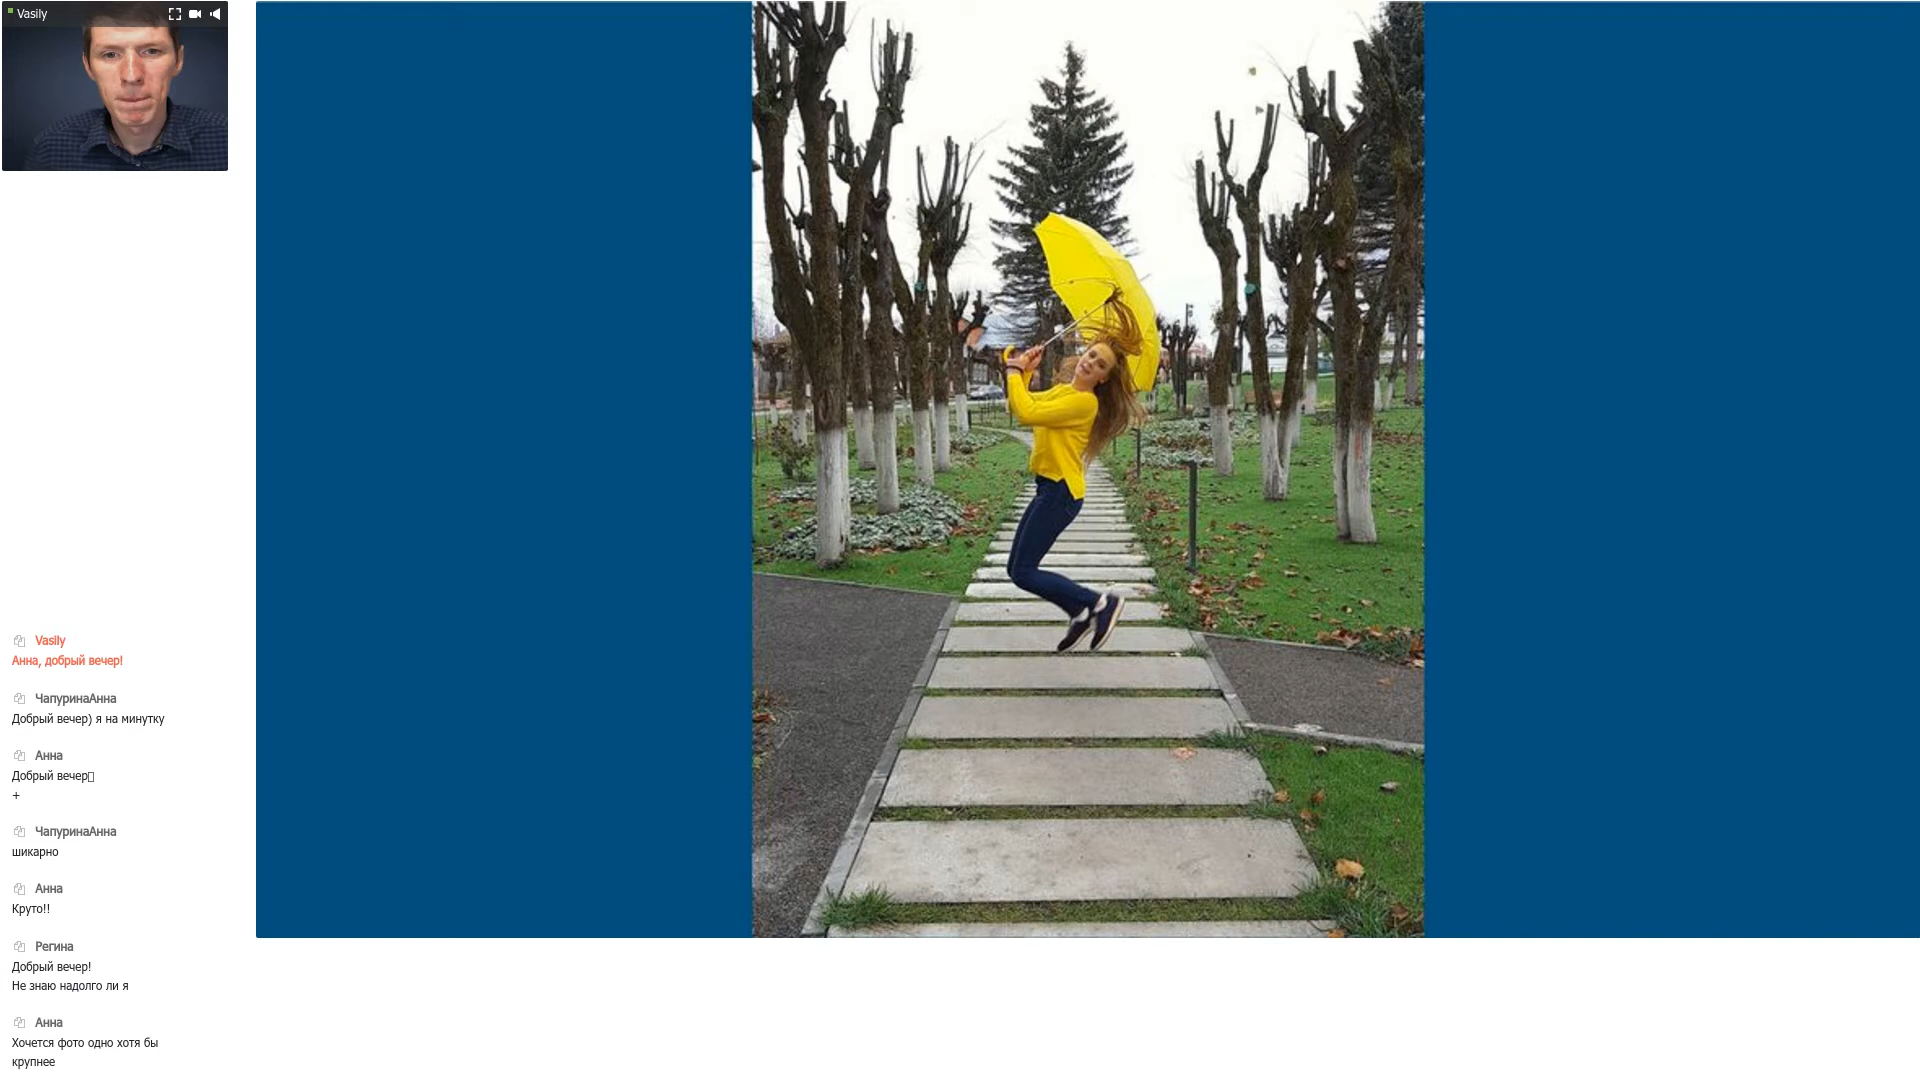 Vasily
Vasily
Анна, добрый вечер!
ЧапуринаАнна
Добрый вечер) я на минутку
Анна
Добрый вечер
+
ЧапуринаАнна
шикарно
Анна
Круто!!
Регина
Добрый вечер!
Не знаю надолго ли я
Анна
Хочется фото одно хотя бы
крупнее